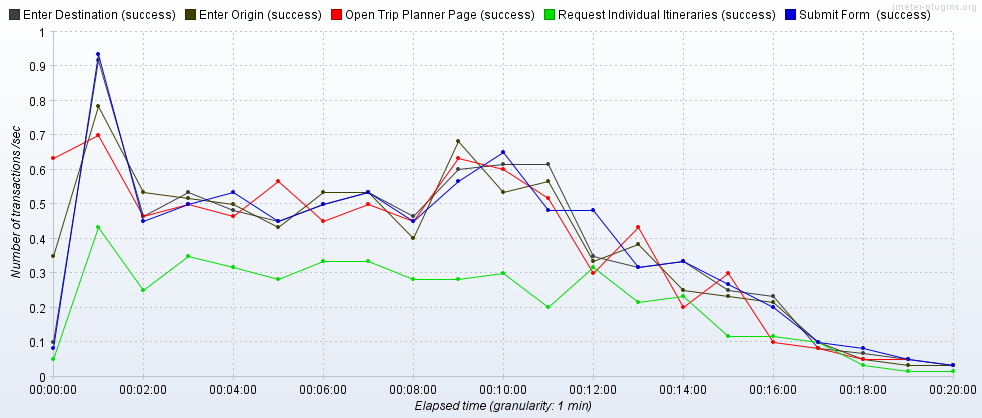 jmeter-plugins.org
Enter Destination (success) Enter Origin (success) Open Trip Planner Page (success) Request Individual Itineraries (success) Submit Form (success)
1
0.9
0.8
0.7
0.6
0.5
0.4
0.3
0.2
0.1
0
Number of transactions /sec
00:00:00 00:02:00 00:04:00 00:06:00 00:08:00 00:10:00 00:12:00 00:14:00 00:16:00 00:18:00 00:20:00
Elapsed time (granularity: 1 min)